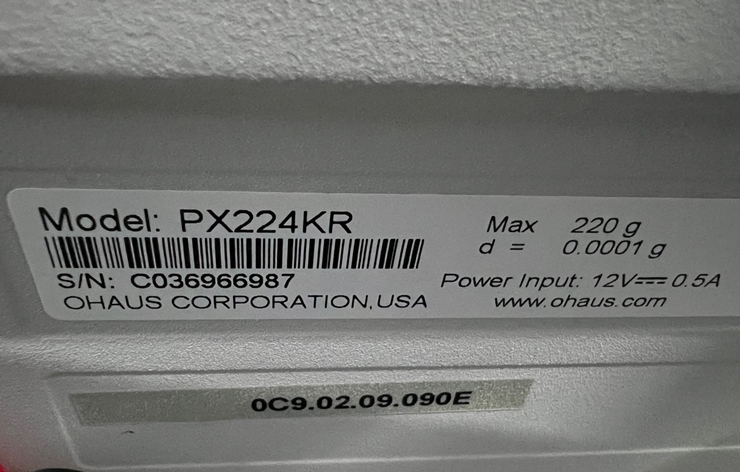 Model: PX224KR
Max 220 g
d = 0.0001 g
S/N: C036966987
Power Input: 12V⎓0.5A
OHAUS CORPORATION, USA
www.ohaus.com
0C9.02.09.090E